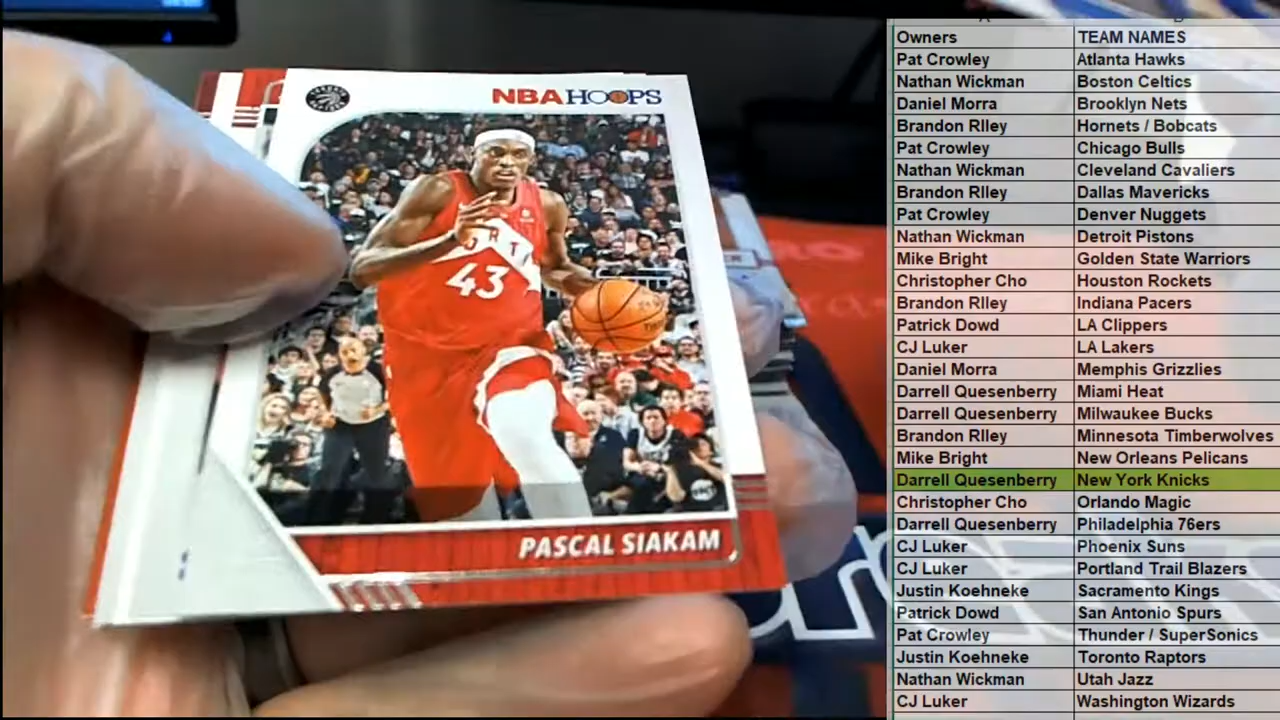 NBA HOOPS
43
PASCAL SIAKAM
Owners TEAM NAMES
Pat Crowley Atlanta Hawks
Nathan Wickman Boston Celtics
Daniel Morra Brooklyn Nets
Brandon RIley Hornets / Bobcats
Pat Crowley Chicago Bulls
Nathan Wickman Cleveland Cavaliers
Brandon RIley Dallas Mavericks
Pat Crowley Denver Nuggets
Nathan Wickman Detroit Pistons
Mike Bright Golden State Warriors
Christopher Cho Houston Rockets
Brandon RIley Indiana Pacers
Patrick Dowd LA Clippers
CJ Luker LA Lakers
Daniel Morra Memphis Grizzlies
Darrell Quesenberry Miami Heat
Darrell Quesenberry Milwaukee Bucks
Brandon RIley Minnesota Timberwolves
Mike Bright New Orleans Pelicans
Darrell Quesenberry New York Knicks
Christopher Cho Orlando Magic
Darrell Quesenberry Philadelphia 76ers
CJ Luker Phoenix Suns
CJ Luker Portland Trail Blazers
Justin Koehneke Sacramento Kings
Patrick Dowd San Antonio Spurs
Pat Crowley Thunder / SuperSonics
Justin Koehneke Toronto Raptors
Nathan Wickman Utah Jazz
CJ Luker Washington Wizards